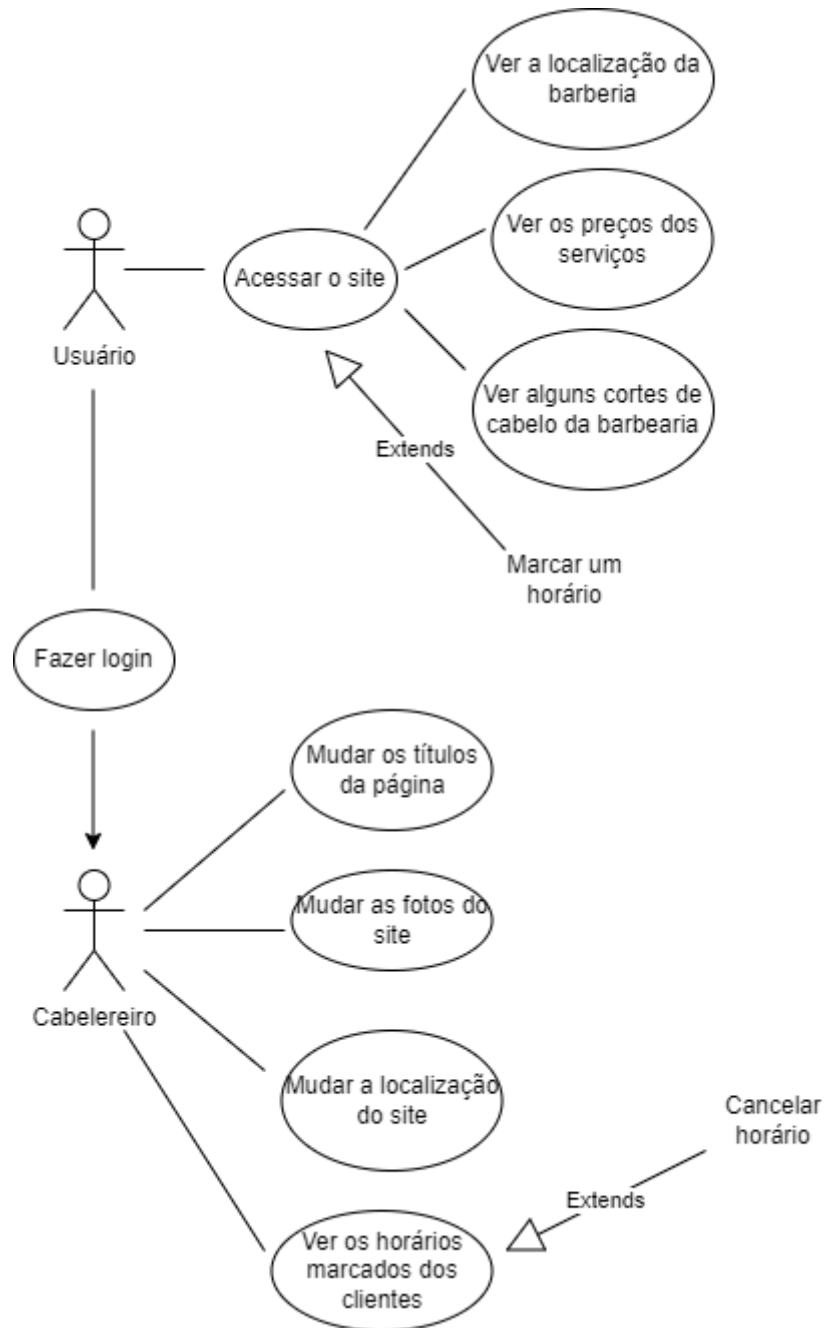 Ver a localização da
barberia
Ver os preços dos
serviços
Acessar o site
Usuário
Ver alguns cortes de
cabelo da barbearia
Extends
Marcar um
horário
Fazer login
Mudar os títulos
da página
Mudar as fotos do
site
Cabelereiro
Mudar a localização
do site
Cancelar
horário
Extends
Ver os horários
marcados dos
clientes